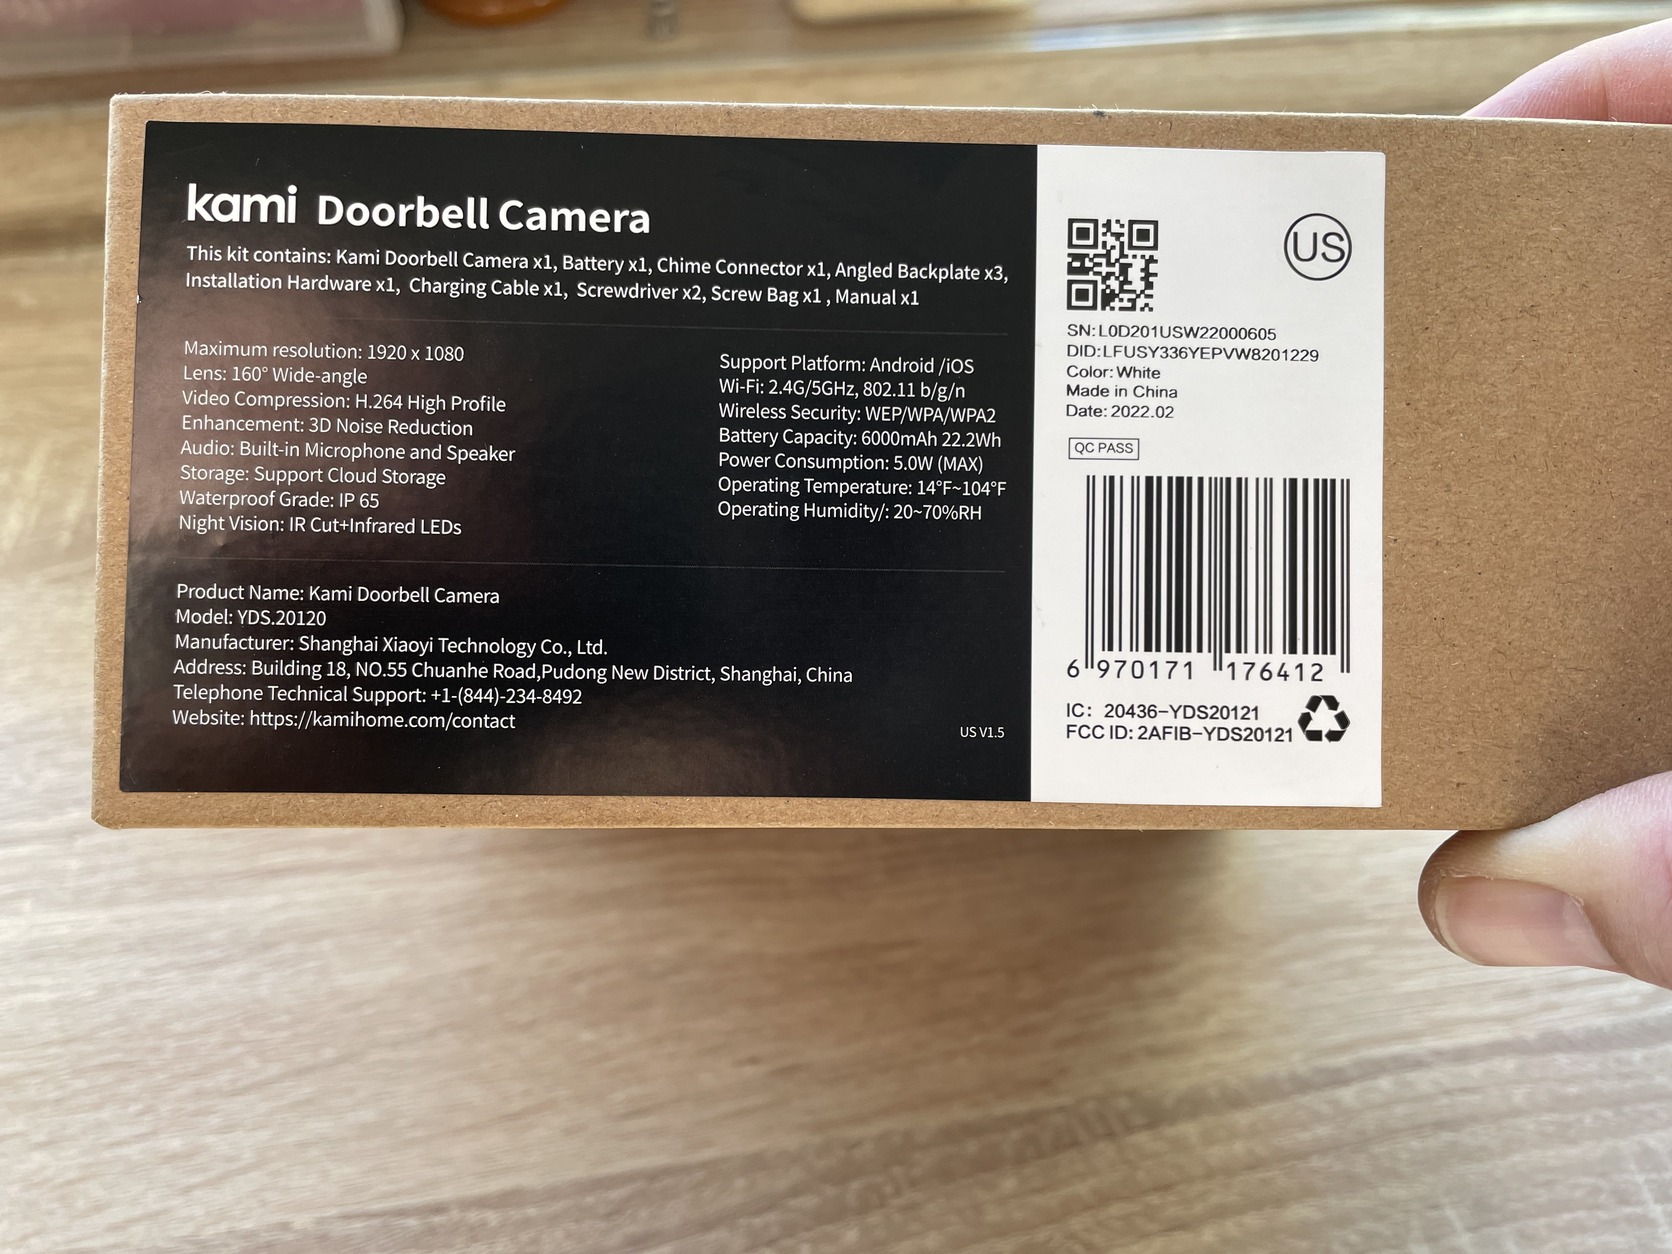 kami Doorbell Camera
This kit contains: Kami Doorbell Camera x1, Battery x1, Chime Connector x1, Angled Backplate x3,
Installation Hardware x1,  Charging Cable x1,  Screwdriver x2, Screw Bag x1 , Manual x1
Maximum resolution: 1920 x 1080
Lens: 160° Wide-angle
Video Compression: H.264 High Profile
Enhancement: 3D Noise Reduction
Audio: Built-in Microphone and Speaker
Storage: Support Cloud Storage
Waterproof Grade: IP 65
Night Vision: IR Cut+Infrared LEDs
Support Platform: Android /iOS
Wi-Fi: 2.4G/5GHz, 802.11 b/g/n
Wireless Security: WEP/WPA/WPA2
Battery Capacity: 6000mAh 22.2Wh
Power Consumption: 5.0W (MAX)
Operating Temperature: 14°F~104°F
Operating Humidity/: 20~70%RH
Product Name: Kami Doorbell Camera
Model: YDS.20120
Manufacturer: Shanghai Xiaoyi Technology Co., Ltd.
Address: Building 18, NO.55 Chuanhe Road,Pudong New District, Shanghai, China
Telephone Technical Support: +1-(844)-234-8492
Website: https://kamihome.com/contact
US V1.5
US
SN:L0D201USW22000605
DID:LFUSY336YEPVW8201229
Color: White
Made in China
Date: 2022.02
QC PASS
6 970171 176412
IC: 20436-YDS20121
FCC ID: 2AFIB-YDS20121